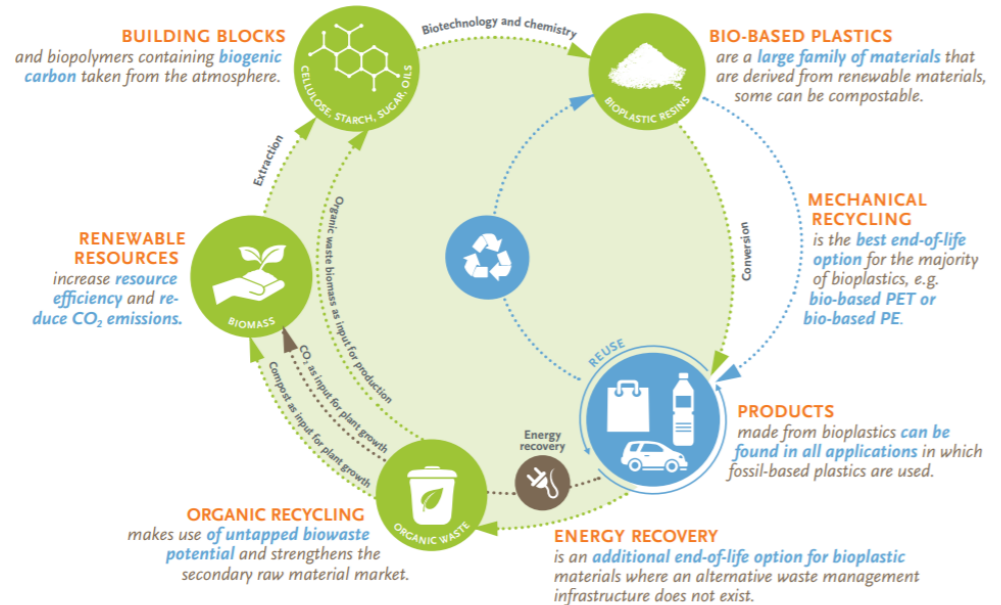 BUILDING BLOCKS
and biopolymers containing biogenic
carbon taken from the atmosphere.
CELLULOSE, STARCH, SUGAR, OILS
Biotechnology and chemistry
BIOPLASTIC RESINS
BIO-BASED PLASTICS
are a large family of materials that
are derived from renewable materials,
some can be compostable.
Extraction
Organic waste biomass as input for production
Conversion
MECHANICAL
RECYCLING
is the best end-of-life
option for the majority
of bioplastics, e.g.
bio-based PET or
bio-based PE.
RENEWABLE
RESOURCES
increase resource
efficiency and re-
duce CO₂ emissions.
BIOMASS
CO₂ as input for plant growth
Compost as input for plant growth
REUSE
PRODUCTS
made from bioplastics can be
found in all applications in which
fossil-based plastics are used.
Energy
recovery
ORGANIC WASTE
ORGANIC RECYCLING
makes use of untapped biowaste
potential and strengthens the
secondary raw material market.
ENERGY RECOVERY
is an additional end-of-life option for bioplastic
materials where an alternative waste management
infrastructure does not exist.